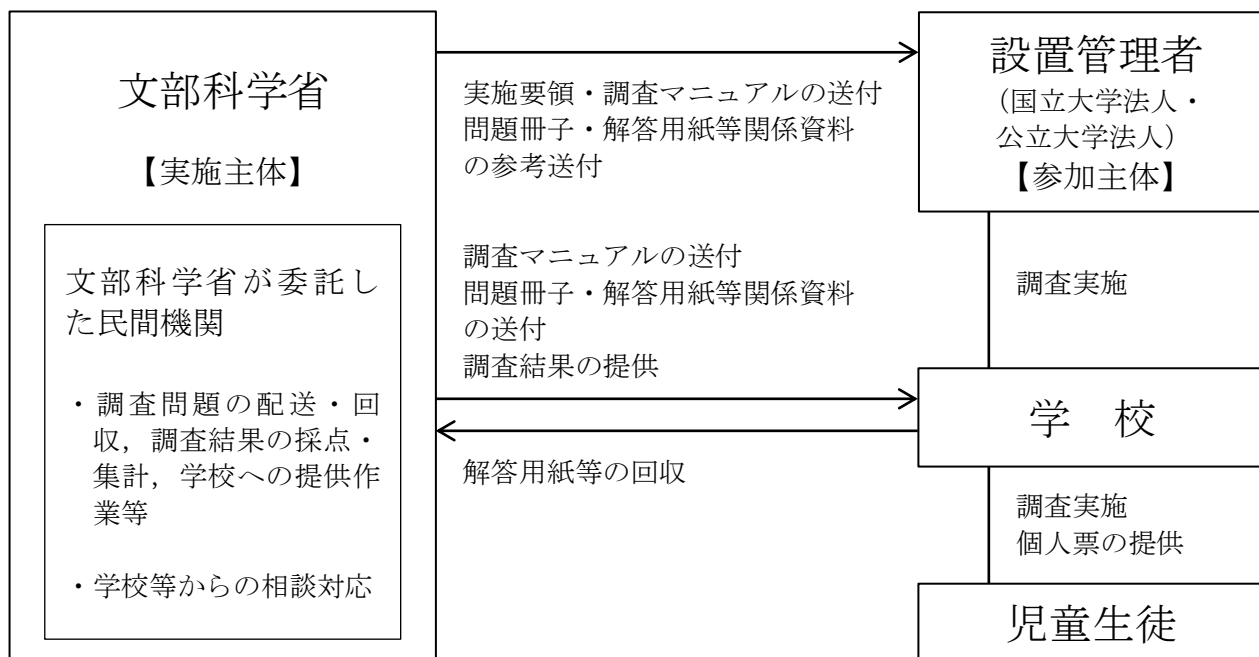 文部科学省
【実施主体】
文部科学省が委託し
た民間機関
・調査問題の配送・回
収，調査結果の採点・
集計，学校への提供作
業等
・学校等からの相談対応
実施要領・調査マニュアルの送付
問題冊子・解答用紙等関係資料
の参考送付
調査マニュアルの送付
問題冊子・解答用紙等関係資料
の送付
調査結果の提供
解答用紙等の回収
設置管理者
（国立大学法人・
公立大学法人）
【参加主体】
調査実施
学　校
調査実施
個人票の提供
児童生徒